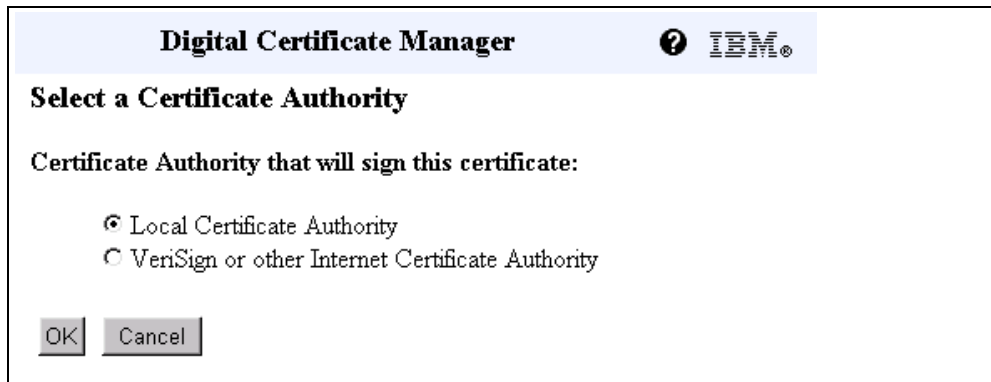 Digital Certificate Manager ? IBM®
Select a Certificate Authority
Certificate Authority that will sign this certificate:
Local Certificate Authority
VeriSign or other Internet Certificate Authority
OK Cancel